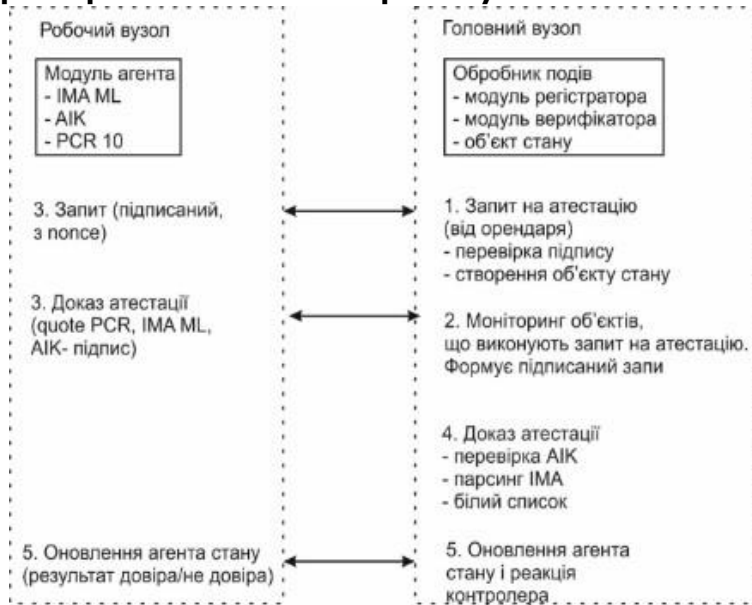 Робочий вузол
Модуль агента
- IMA ML
- AIK
- PCR 10
3. Запит (підписаний,
з nonce)
3. Доказ атестації
(quote PCR, IMA ML,
AIK- підпис)
5. Оновлення агента стану
(результат довіра/не довіра)
Головний вузол
Обробник подів
- модуль регістратора
- модуль верифікатора
- об'єкт стану
1. Запит на атестацію
(від орендаря)
- перевірка підпису
- створення об'єкту стану
2. Моніторинг об'єктів,
що виконують запит на атестацію.
Формує підписаний запи
4. Доказ атестації
- перевірка AIK
- парсинг IMA
- білий список
5. Оновлення агента
стану і реакція
контролера